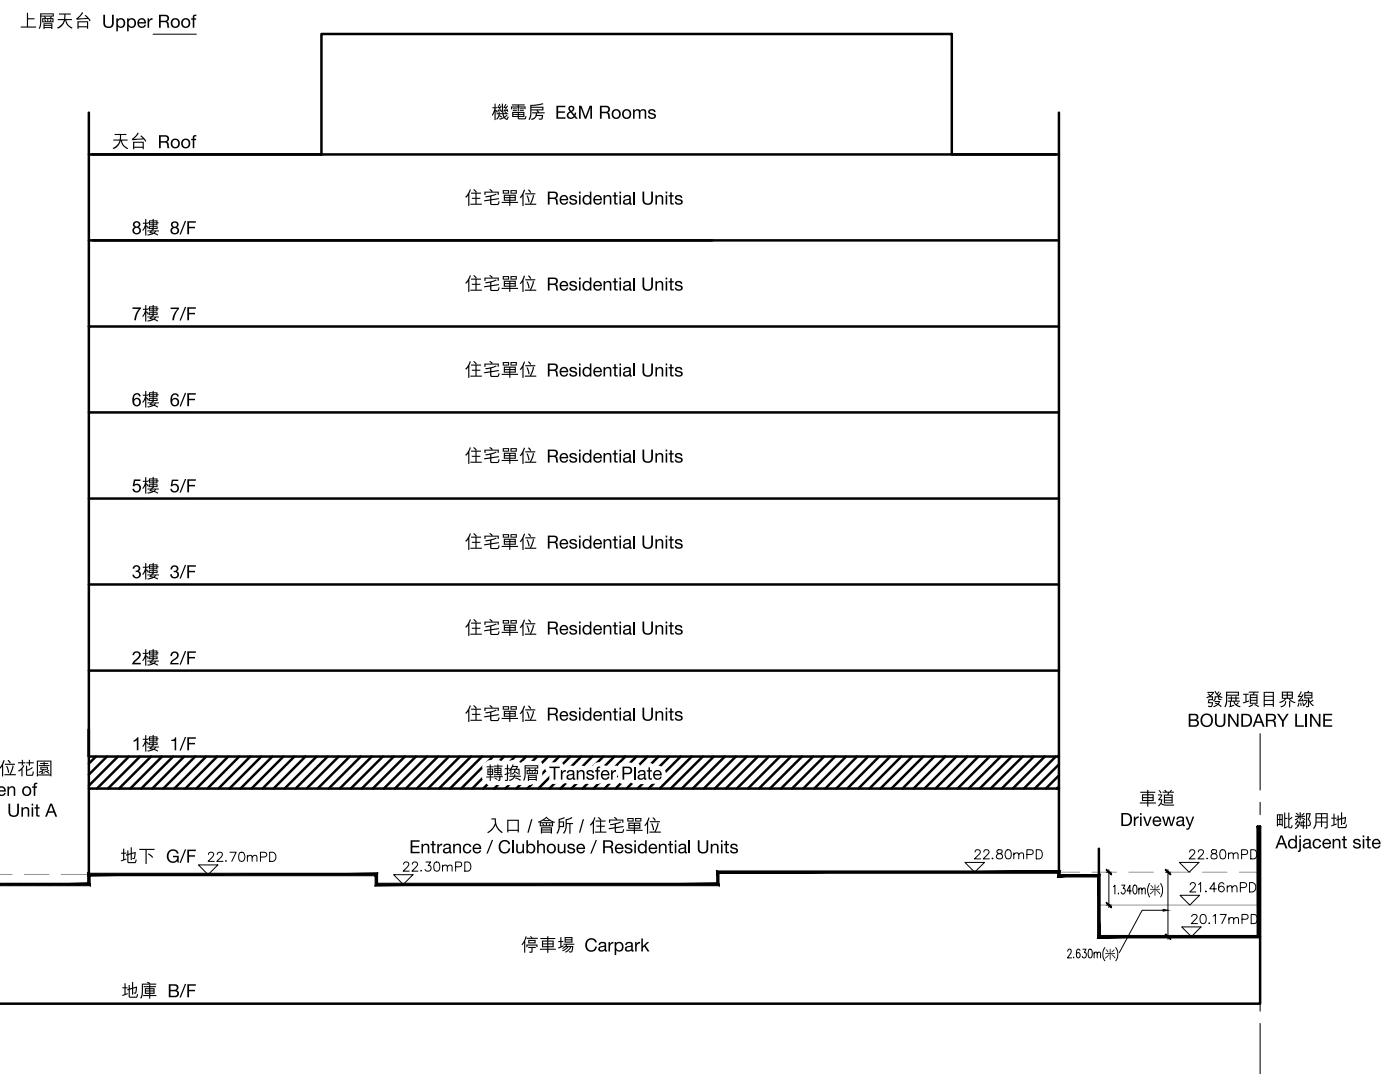 上層天台 Upper Roof
機電房 E&M Rooms
天台 Roof
住宅單位 Residential Units
8樓 8/F
住宅單位 Residential Units
7樓 7/F
住宅單位 Residential Units
6樓 6/F
住宅單位 Residential Units
5樓 5/F
住宅單位 Residential Units
3樓 3/F
住宅單位 Residential Units
2樓 2/F
住宅單位 Residential Units
1樓 1/F
轉換層 Transfer Plate
位花園
en of
Unit A
入口 / 會所 / 住宅單位
Entrance / Clubhouse / Residential Units
地下 G/F
22.70mPD
22.30mPD
22.80mPD
停車場 Carpark
地庫 B/F
發展項目界線
BOUNDARY LINE
車道
Driveway
毗鄰用地
Adjacent site
22.80mPD
1.340m(米)
21.46mPD
20.17mPD
2.630m(米)